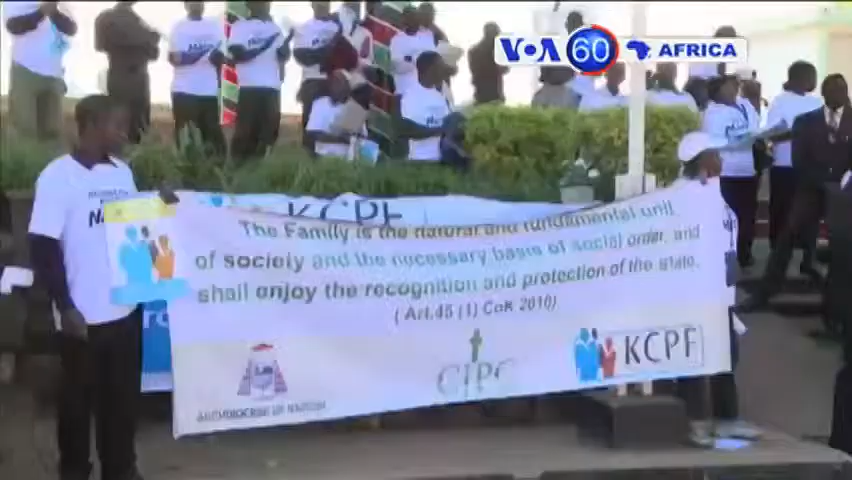 VOA 60 AFRICA
KCPF
The Family is the natural and fundamental unit
of society and the necessary basis of social order, and
shall enjoy the recognition and protection of the state.
( Art.45 (1) CoK 2010)
ARCHDIOCESE OF NAIROBI
CIPC
KCPF